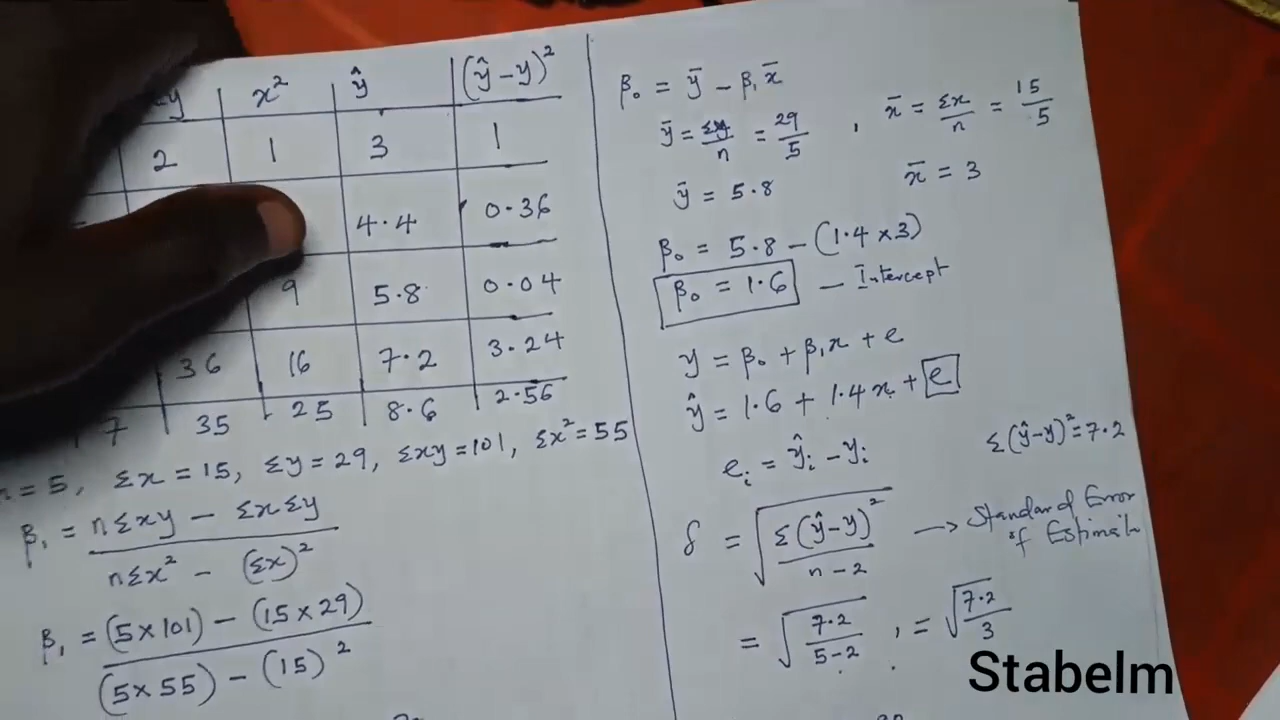 xy x² ŷ (ŷ-y)²
2 1 3 1
4.4 0.36
9 5.8 0.04
36 16 7.2 3.24
7 35 25 8.6 2.56
n = 5, Σx = 15, Σy = 29, Σxy = 101, Σx² = 55
β₁ = nΣxy - ΣxΣy / nΣx² - (Σx)²
β₁ = (5×101) - (15×29) / (5×55) - (15)²
β₀ = ȳ - β₁x̄
ȳ = Σy/n = 29/5 , x̄ = Σx/n = 15/5
ȳ = 5.8 x̄ = 3
β₀ = 5.8 - (1.4×3)
β₀ = 1.6 — Intercept
y = β₀ + β₁x + e
ŷ = 1.6 + 1.4x + e
eᵢ = ŷᵢ - yᵢ Σ(ŷ-y)² = 7.2
δ = √(Σ(ŷ-y)² / n-2) → Standard Error of Estimate
= √(7.2 / 5-2) , = √(7.2 / 3)
Stabelm